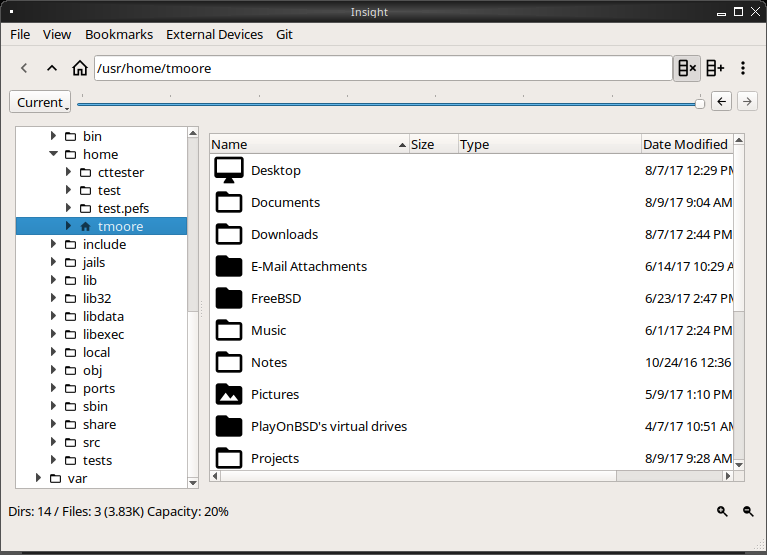 Insight
File View Bookmarks External Devices Git
/usr/home/tmoore
Current
bin
home
cttester
test
test.pefs
tmoore
include
jails
lib
lib32
libdata
libexec
local
obj
ports
sbin
share
src
tests
var
Name Size Type Date Modified
Desktop 8/7/17 12:29 PM
Documents 8/9/17 9:04 AM
Downloads 8/7/17 2:44 PM
E-Mail Attachments 6/14/17 10:29 A
FreeBSD 6/23/17 2:47 PM
Music 6/1/17 2:24 PM
Notes 10/24/16 12:36
Pictures 5/9/17 1:10 PM
PlayOnBSD's virtual drives 4/7/17 10:51 AM
Projects 8/9/17 9:28 AM
Dirs: 14 / Files: 3 (3.83K) Capacity: 20%